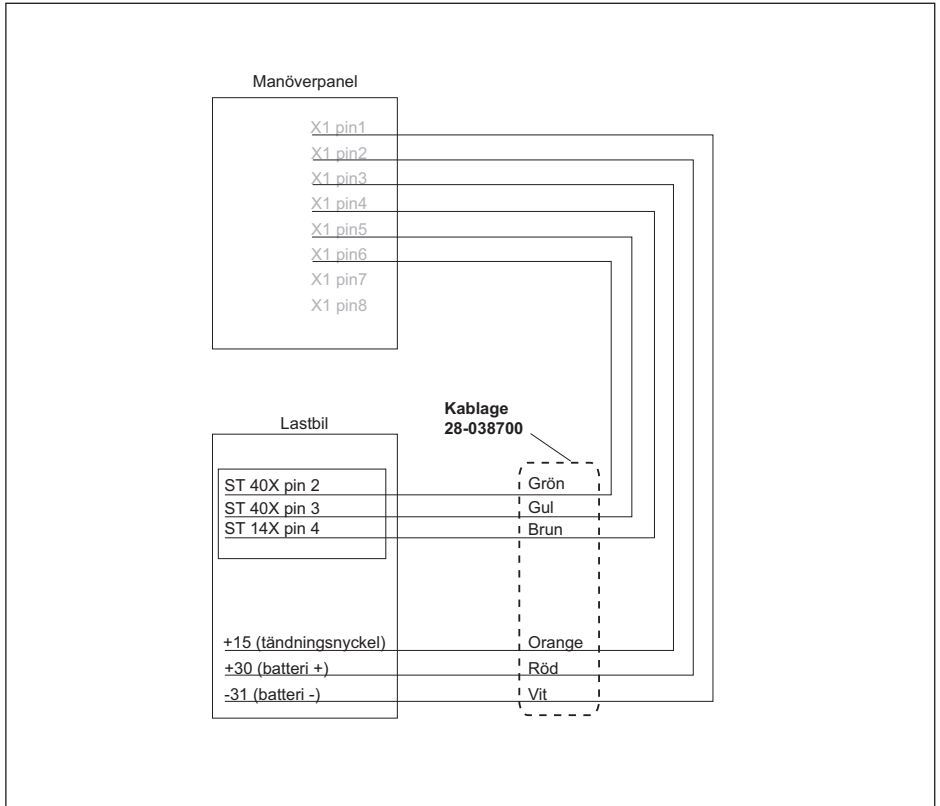 Manöverpanel
X1 pin1
X1 pin2
X1 pin3
X1 pin4
X1 pin5
X1 pin6
X1 pin7
X1 pin8
Lastbil
Kablage
28-038700
ST 40X pin 2
Grön
ST 40X pin 3
Gul
ST 14X pin 4
Brun
+15 (tändningsnyckel)
Orange
+30 (batteri +)
Röd
-31 (batteri -)
Vit